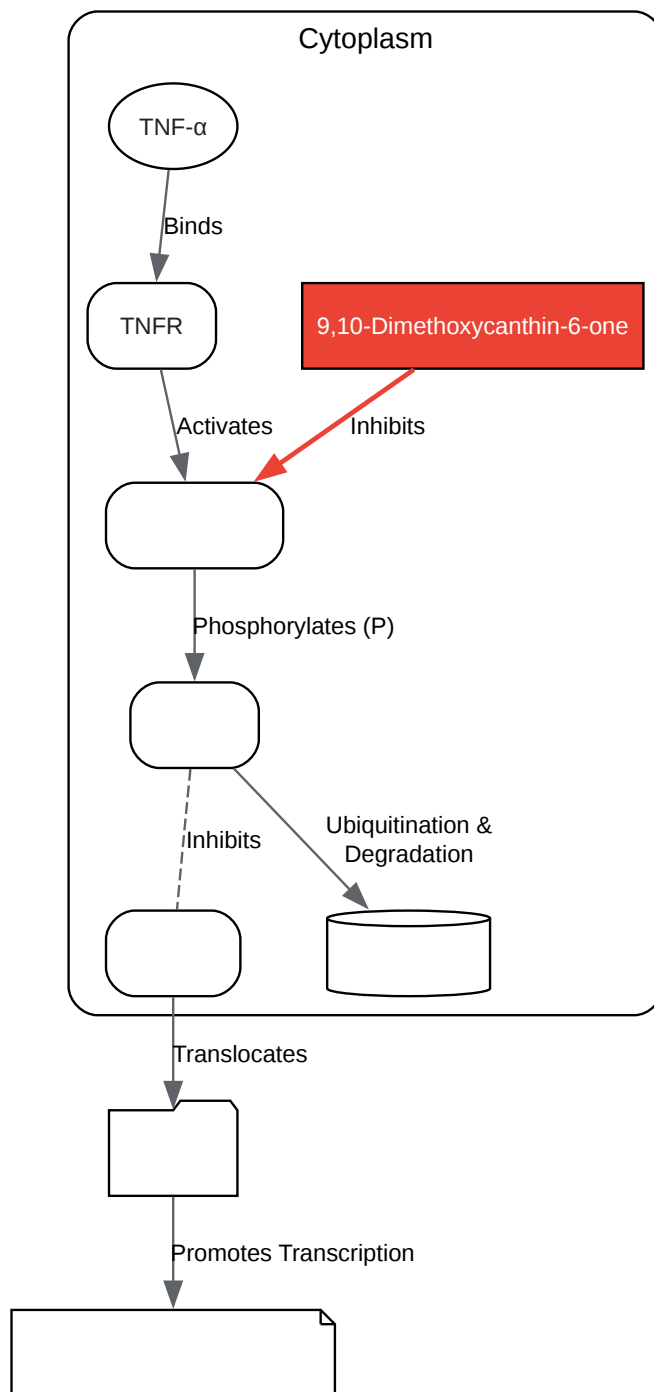 Cytoplasm
TNF-α
Binds
TNFR
9,10-Dimethoxycanthin-6-one
Activates
Inhibits
Phosphorylates (P)
Inhibits
Ubiquitination &
Degradation
Translocates
Promotes Transcription